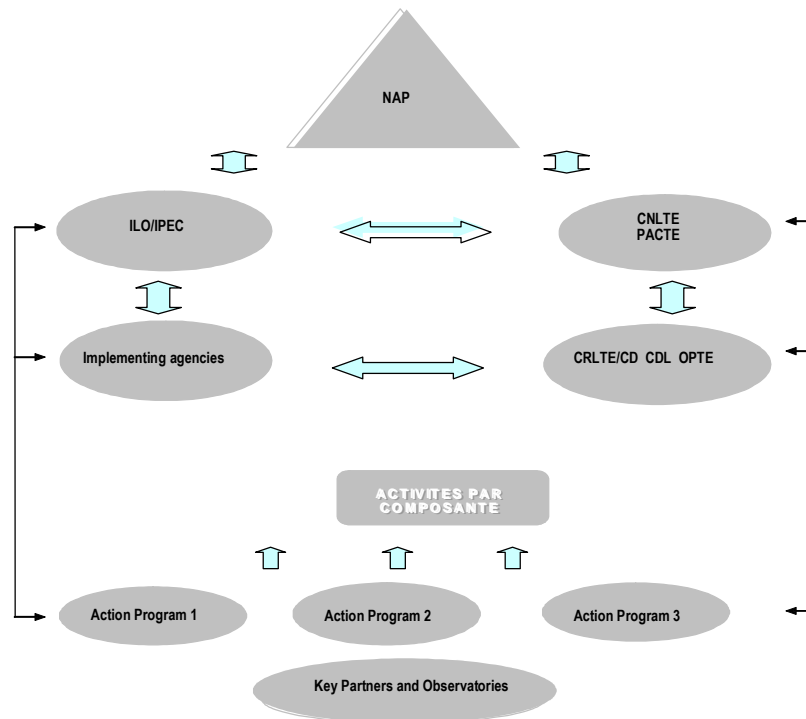 NAP
ILO/IPEC
CNLTE
PACTE
Implementing agencies
CRLTE/CD CDL OPTE
ACTIVITES PAR
COMPOSANTE
Action Program 1
Action Program 2
Action Program 3
Key Partners and Observatories